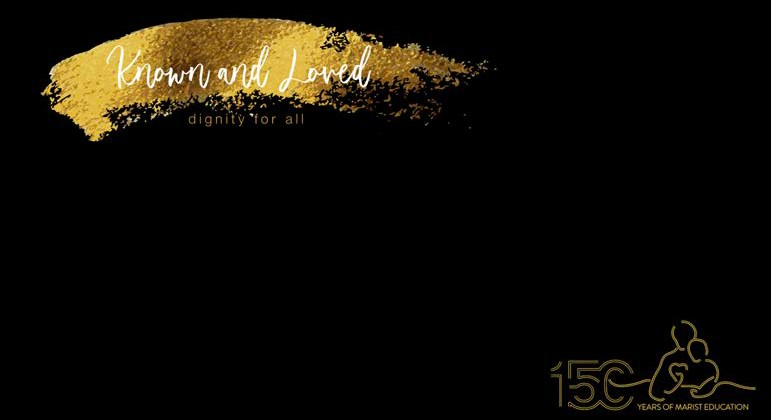 Known and Loved
dignity for all
150
YEARS OF MARIST EDUCATION